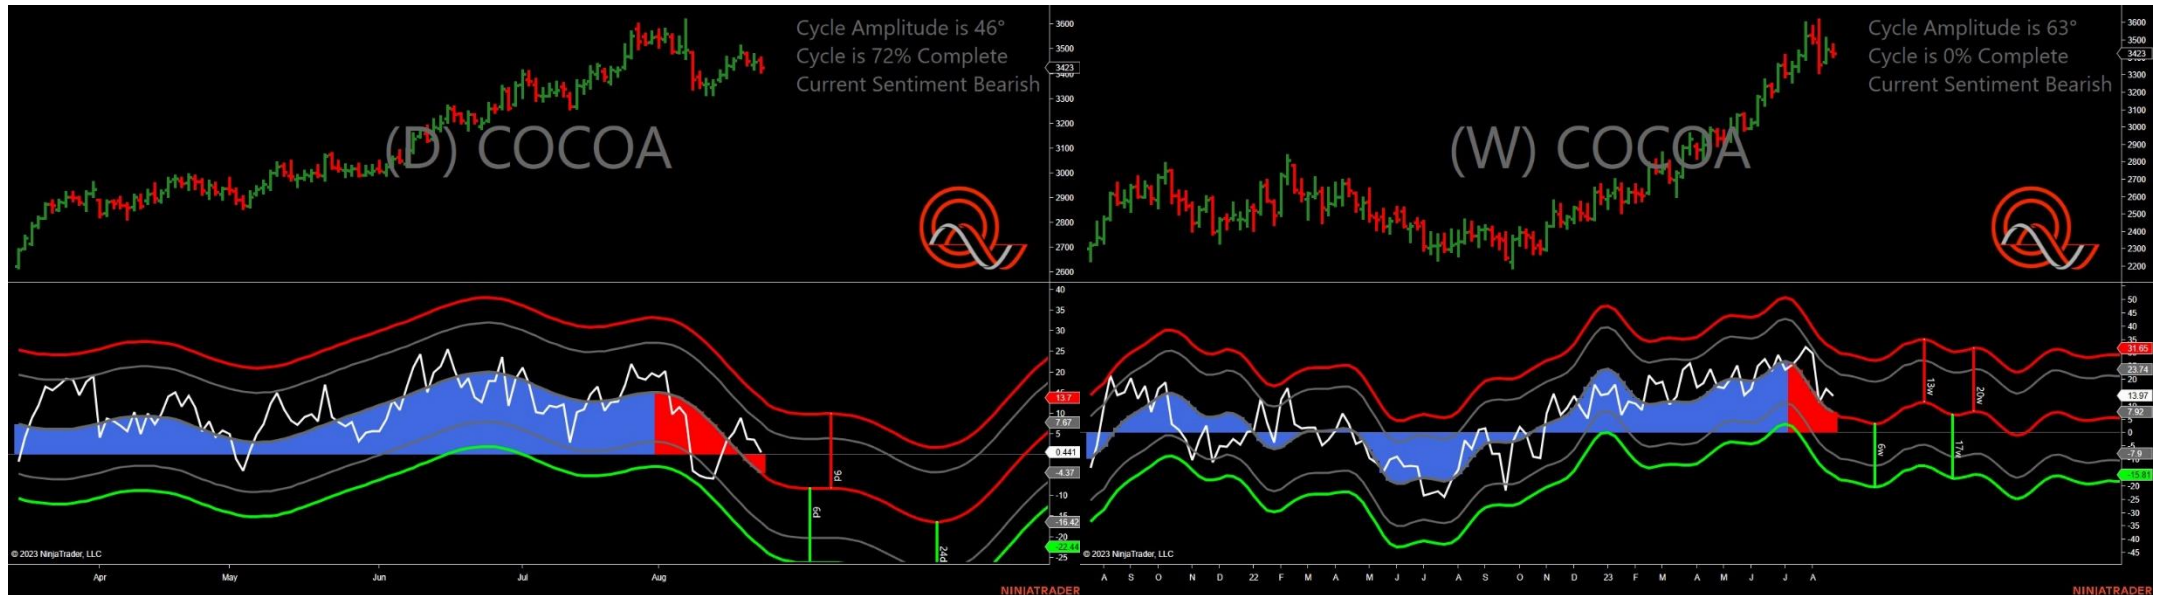 Cycle Amplitude is 46°
Cycle is 72% Complete
Current Sentiment Bearish
(D) COCOA
3600
3500
3423
3400
3300
3200
3100
3000
2900
2800
2700
2600
40
35
30
25
20
15
13.7
10
7.67
5
0.441
-4.37
-10
-15
-16.42
-20
-22.44
-25
9d
6d
24d
© 2023 NinjaTrader, LLC
Apr
May
Jun
Jul
Aug
NINJATRADER
Cycle Amplitude is 63°
Cycle is 0% Complete
Current Sentiment Bearish
(W) COCOA
3600
3500
3423
3400
3300
3200
3100
3000
2900
2800
2700
2600
2500
2400
2300
2200
50
45
40
35
31.65
23.74
20
13.97
10
7.92
5
0
-5
-7.9
-15.81
-20
-25
-30
-35
-40
-45
13w
20w
6w
17w
© 2023 NinjaTrader, LLC
A S O N D 22 F M A M J J A S O N D 23 F M A M J J A
NINJATRADER